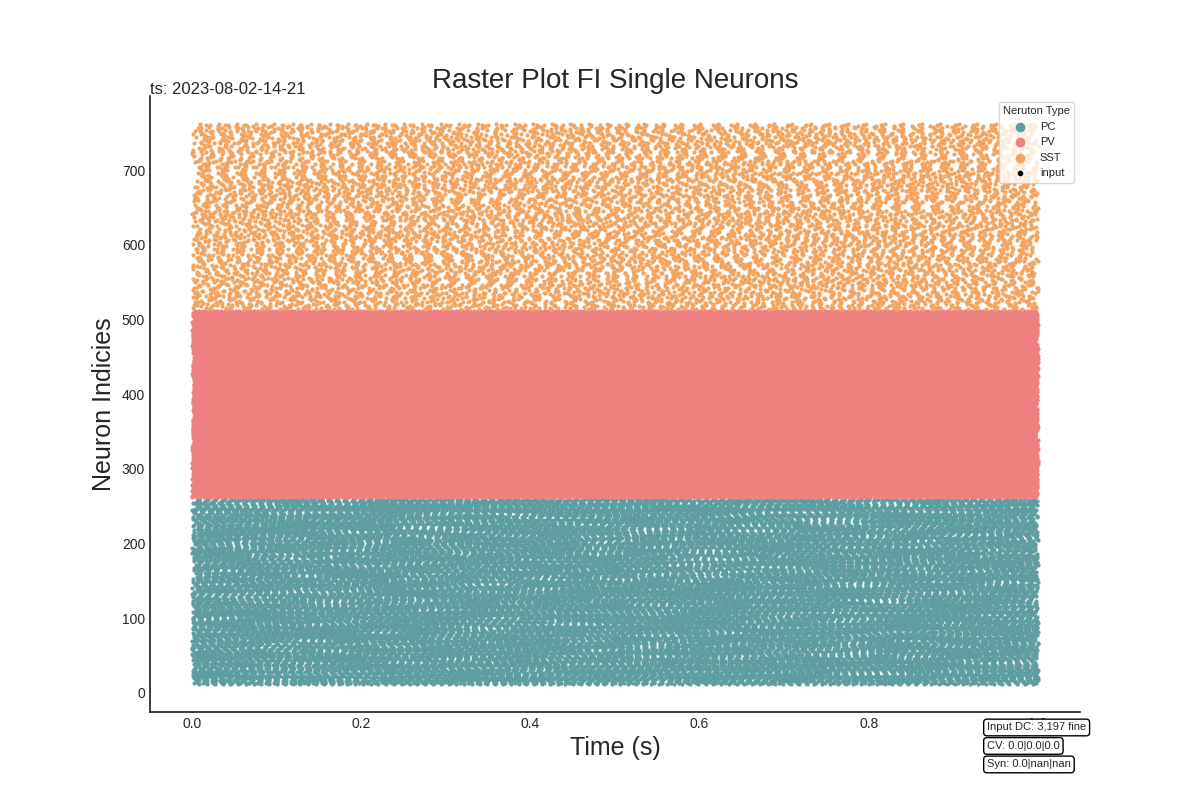 Raster Plot FI Single Neurons
ts: 2023-08-02-14-21
Neruton Type
PC
PV
SST
input
Neuron Indicies
700
600
500
400
300
200
100
0
0.0
0.2
0.4
0.6
0.8
Time (s)
Input DC: 3,197 fine
CV: 0.0|0.0|0.0
Syn: 0.0|nan|nan